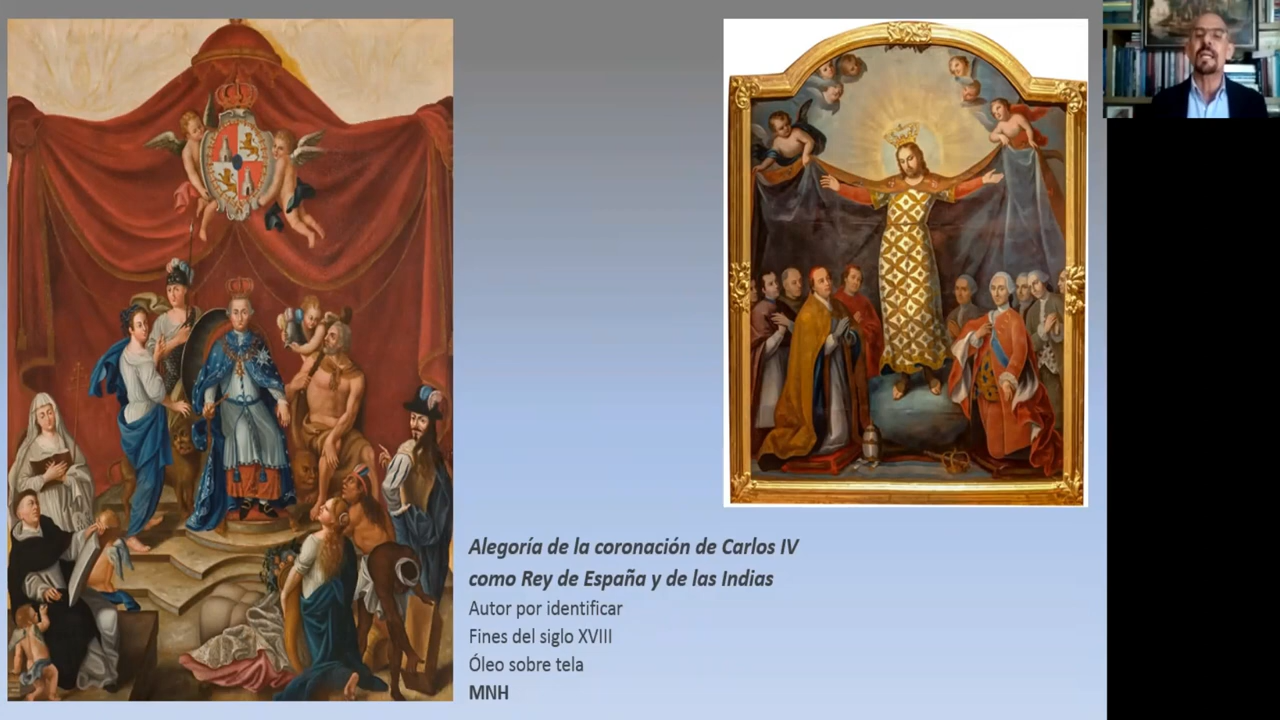 Alegoría de la coronación de Carlos IV
como Rey de España y de las Indias
Autor por identificar
Fines del siglo XVIII
Óleo sobre tela
MNH